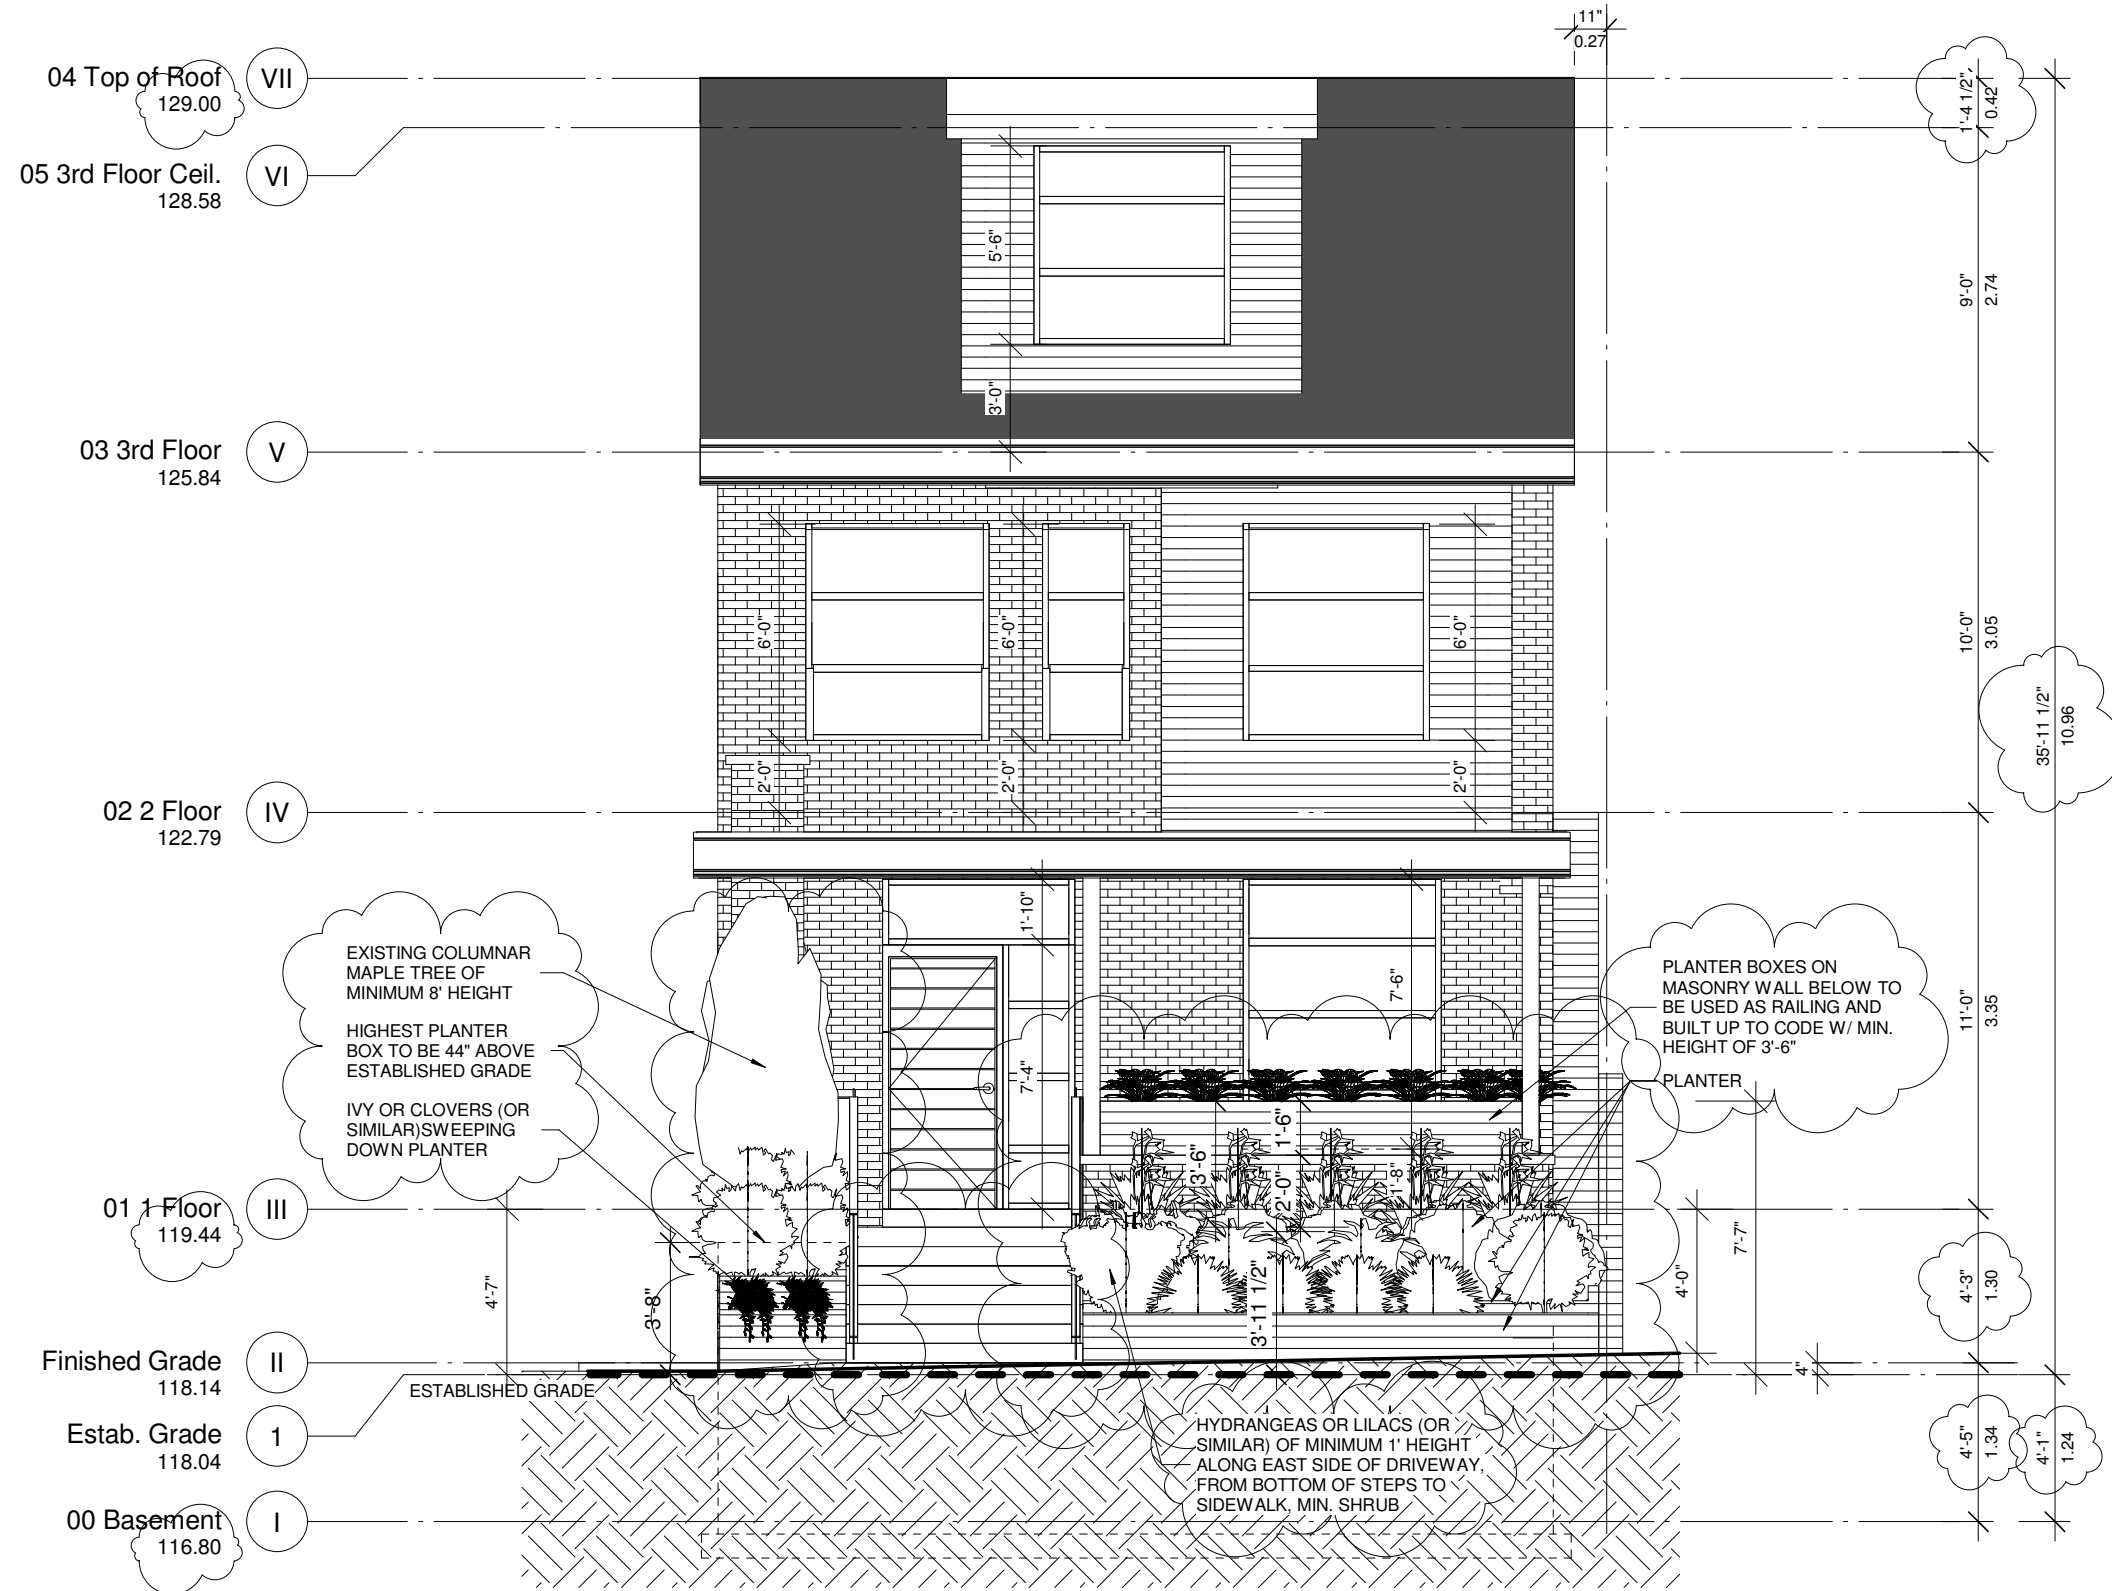 04 Top of Roof
129.00
VII
05 3rd Floor Ceil.
128.58
VI
03 3rd Floor
125.84
V
02 2 Floor
122.79
IV
01 1 Floor
119.44
III
Finished Grade
118.14
II
Estab. Grade
118.04
1
00 Basement
116.80
I
11"
0.27
1'-4 1/2"
0.42
9'-0"
2.74
10'-0"
3.05
35'-11 1/2"
10.96
11'-0"
3.35
4'-3"
1.30
4'-5"
1.34
4'-1"
1.24
5'-6"
3'-0"
6'-0"
6'-0"
6'-0"
2'-0"
2'-0"
2'-0"
1'-10"
7'-6"
7'-4"
EXISTING COLUMNAR
MAPLE TREE OF
MINIMUM 8' HEIGHT
HIGHEST PLANTER
BOX TO BE 44" ABOVE
ESTABLISHED GRADE
IVY OR CLOVERS (OR
SIMILAR)SWEEPING
DOWN PLANTER
PLANTER BOXES ON
MASONRY WALL BELOW TO
BE USED AS RAILING AND
BUILT UP TO CODE W/ MIN.
HEIGHT OF 3'-6"
PLANTER
1'-6"
3'-6"
2'-0"
1'-8"
3'-11 1/2"
4'-7"
3'-8"
4'-0"
7'-7"
4"
ESTABLISHED GRADE
HYDRANGEAS OR LILACS (OR
SIMILAR) OF MINIMUM 1' HEIGHT
ALONG EAST SIDE OF DRIVEWAY,
FROM BOTTOM OF STEPS TO
SIDEWALK, MIN. SHRUB